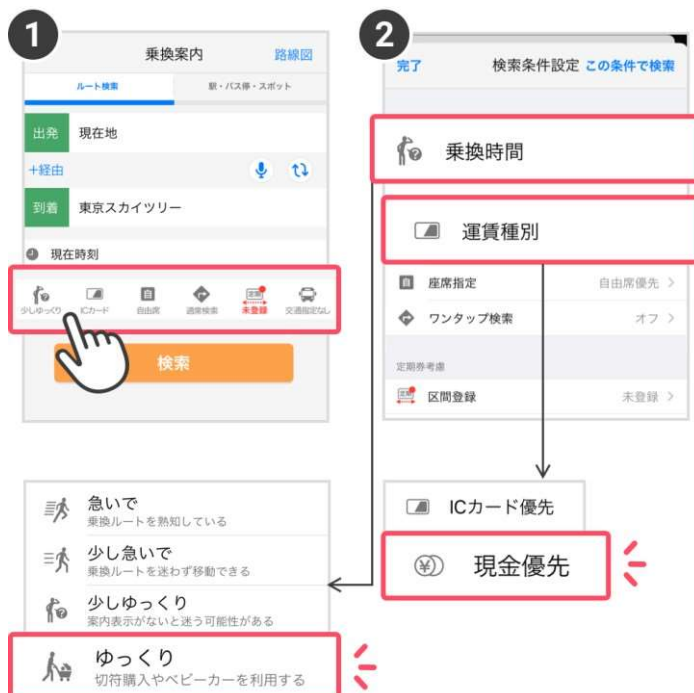 1
乗換案内
路線図
ルート検索
駅・バス停・スポット
出発
現在地
+経由
到着
東京スカイツリー
現在時刻
少しゆっくり
ICカード
自由席
通常検索
定期
未登録
交通指定なし
検索
2
完了
検索条件設定
この条件で検索
乗換時間
運賃種別
座席指定
自由席優先 >
ワンタップ検索
オフ >
定期券考慮
区間登録
未登録 >
急いで
乗換ルートを熟知している
少し急いで
乗換ルートを迷わず移動できる
少しゆっくり
案内表示がないと迷う可能性がある
ゆっくり
切符購入やベビーカーを利用する
ICカード優先
¥
現金優先